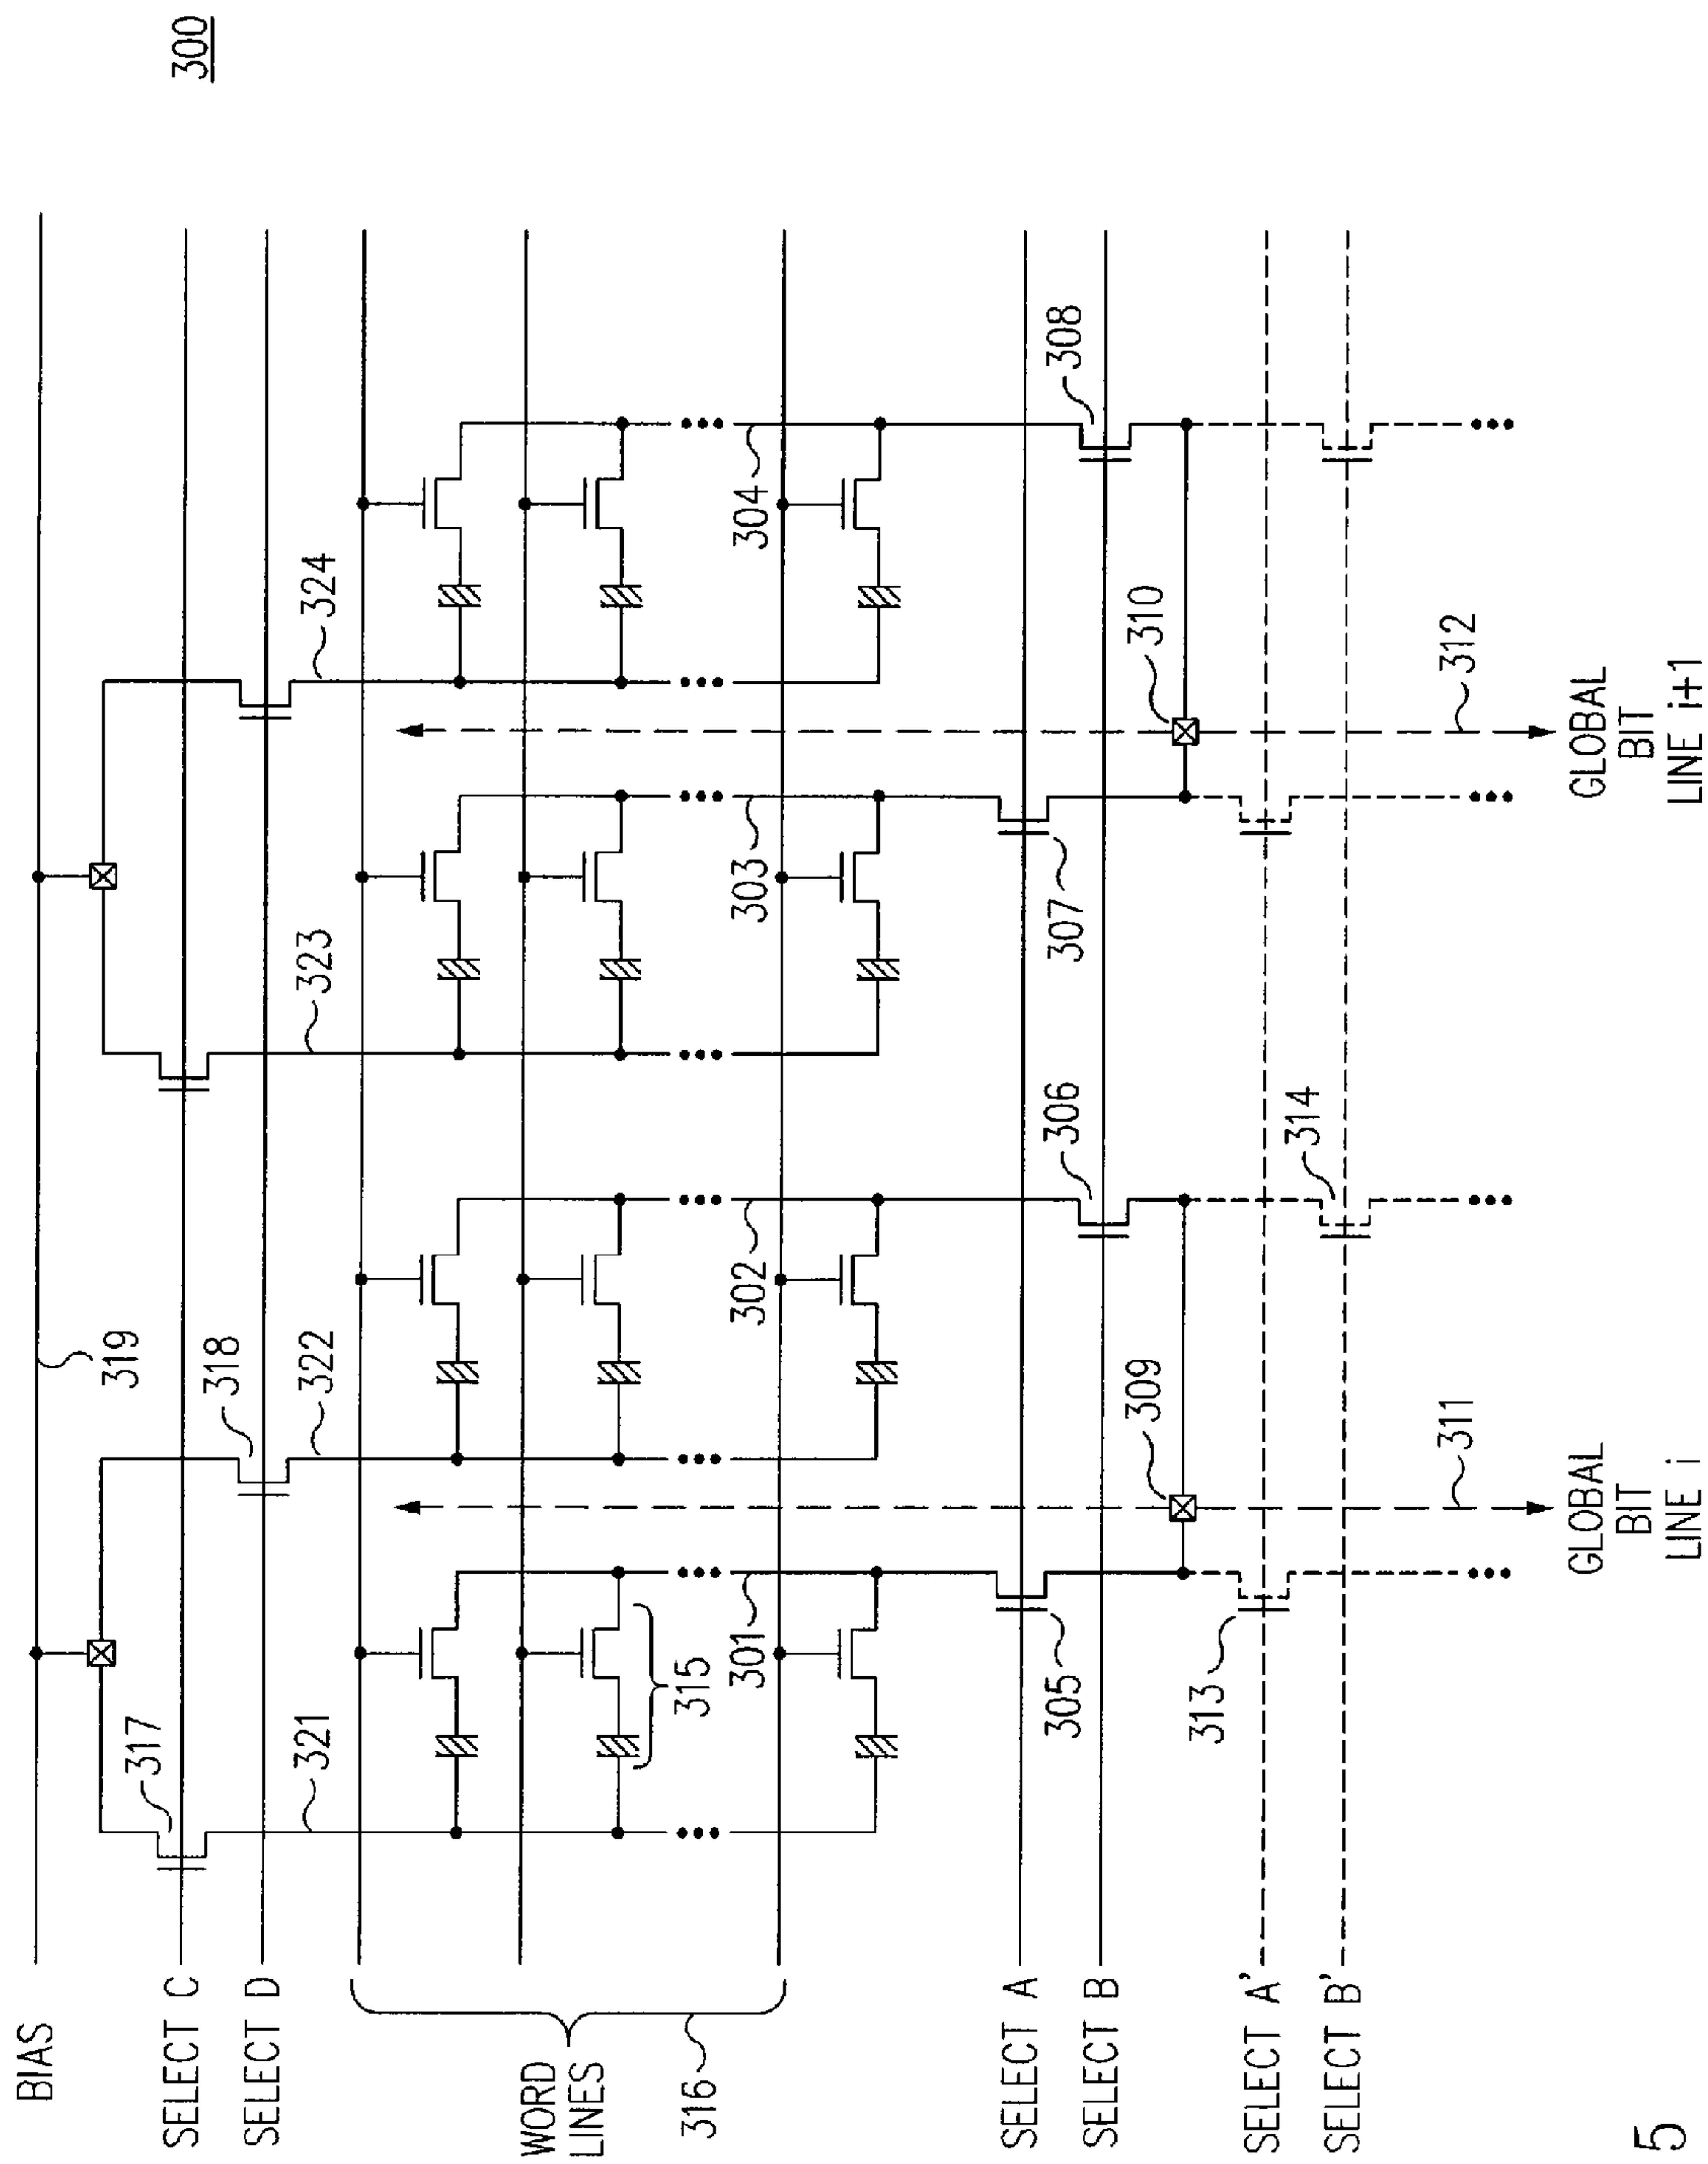 300
BIAS
319
SELECT C
317
318
SELECT D
321
322
323
324
WORD
LINES
316
315
301
302
303
304
SELECT A
305
307
SELECT B
306
308
309
310
SELECT A'
313
SELECT B'
314
311
312
GLOBAL
BIT
LINE i
GLOBAL
BIT
LINE i+1
5